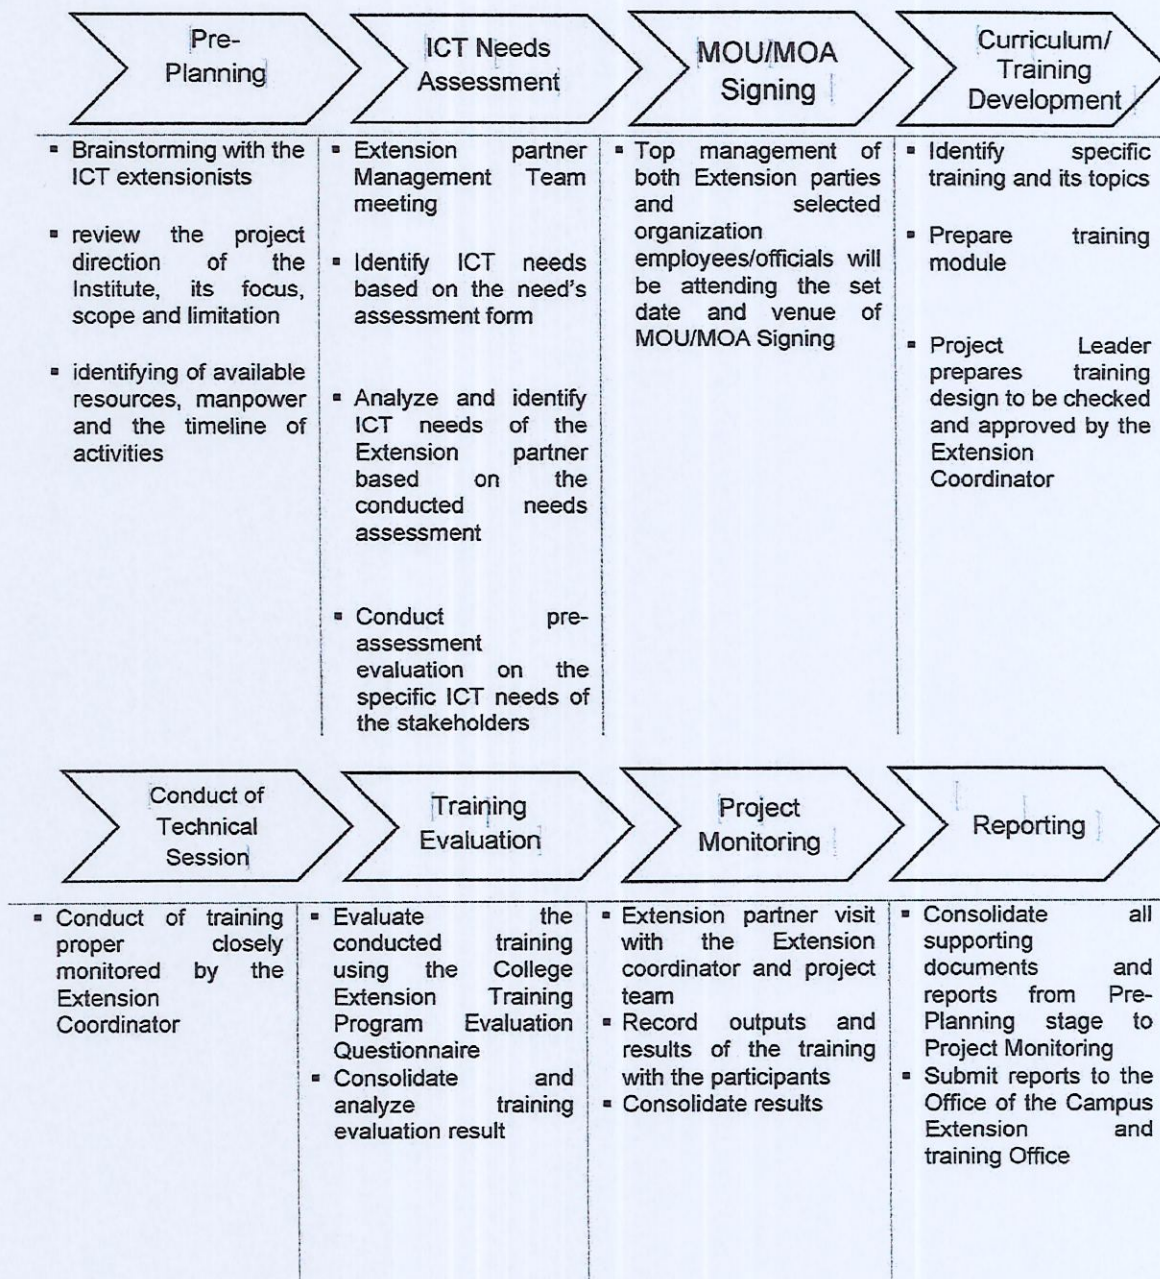 Pre-
Planning
ICT Needs
Assessment
MOU/MOA
Signing
Curriculum/
Training
Development
▪ Brainstorming with the
ICT extensionists
▪ review the project
direction of the
Institute, its focus,
scope and limitation
▪ identifying of available
resources, manpower
and the timeline of
activities
▪ Extension partner
Management Team
meeting
▪ Identify ICT needs
based on the need's
assessment form
▪ Analyze and identify
ICT needs of the
Extension partner
based on the
conducted needs
assessment
▪ Conduct pre-
assessment
evaluation on the
specific ICT needs of
the stakeholders
▪ Top management of
both Extension parties
and selected
organization
employees/officials will
be attending the set
date and venue of
MOU/MOA Signing
▪ Identify specific
training and its topics
▪ Prepare training
module
▪ Project Leader
prepares training
design to be checked
and approved by the
Extension
Coordinator
Conduct of
Technical
Session
Training
Evaluation
Project
Monitoring
Reporting
▪ Conduct of training
proper closely
monitored by the
Extension
Coordinator
▪ Evaluate the
conducted training
using the College
Extension Training
Program Evaluation
Questionnaire
▪ Consolidate and
analyze training
evaluation result
▪ Extension partner visit
with the Extension
coordinator and project
team
▪ Record outputs and
results of the training
with the participants
▪ Consolidate results
▪ Consolidate all
supporting
documents and
reports from Pre-
Planning stage to
Project Monitoring
▪ Submit reports to the
Office of the Campus
Extension and
training Office